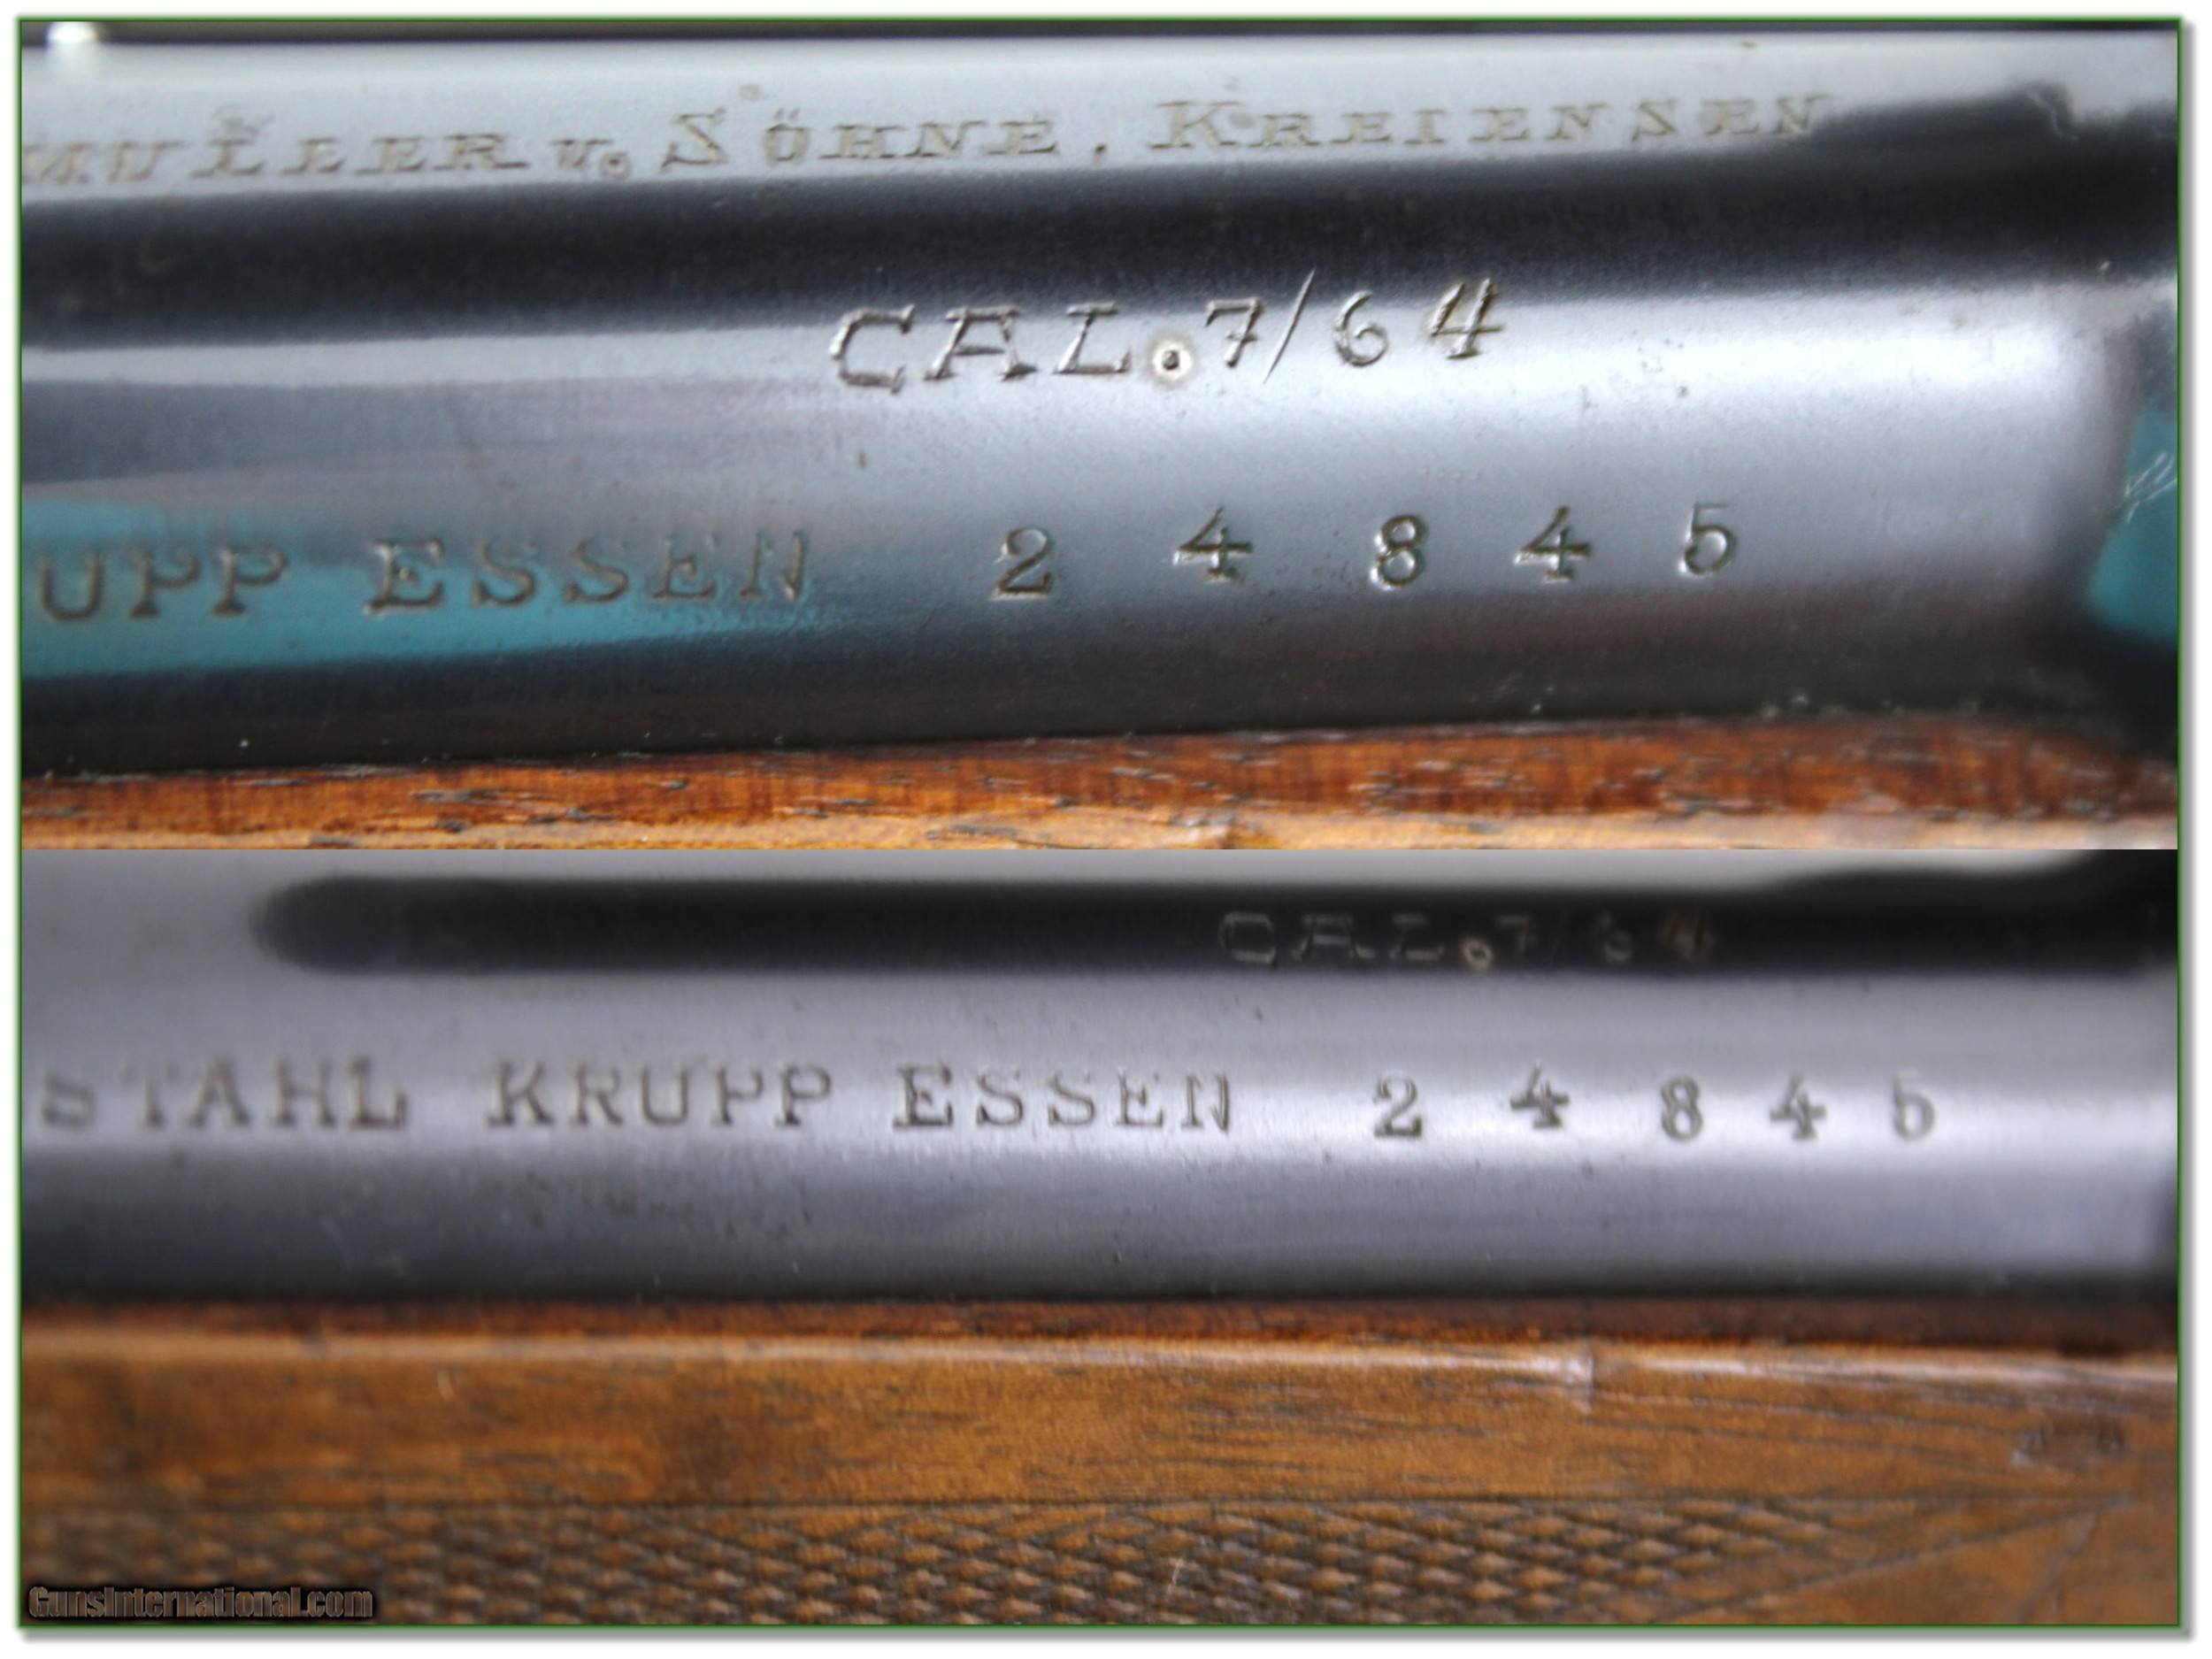 MULLER v. SÖHNE, KREIENSEN
CAL. 7/64
UPP ESSEN 2 4 8 4 5
CAL. 7/64
STAHL KRUPP ESSEN 2 4 8 4 5
GunsInternational.com